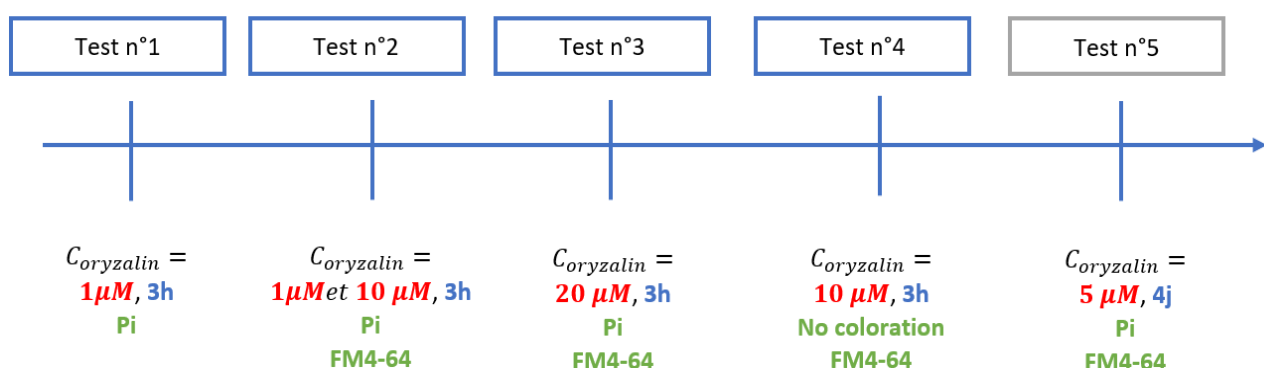 Test n°1
Test n°2
Test n°3
Test n°4
Test n°5
C_oryzalin =
1μM, 3h
Pi
C_oryzalin =
1μM et 10 μM, 3h
Pi
FM4-64
C_oryzalin =
20 μM, 3h
Pi
FM4-64
C_oryzalin =
10 μM, 3h
No coloration
FM4-64
C_oryzalin =
5 μM, 4j
Pi
FM4-64